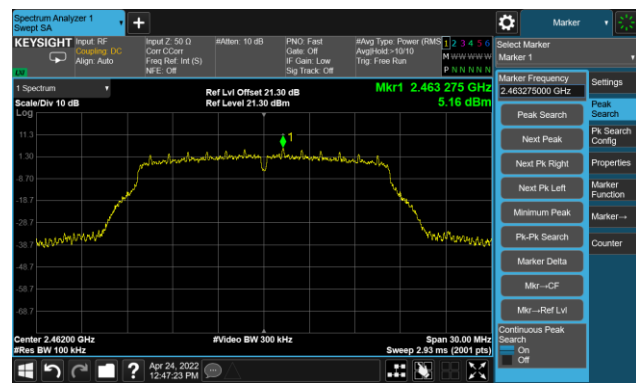 Spectrum Analyzer 1
Swept SA
Marker
KEYSIGHT
Input: RF
Coupling: DC
Align: Auto
Input Z: 50 Ω
Corr CCorr
Freq Ref: Int (S)
NFE: Off
#Atten: 10 dB
PNO: Fast
Gate: Off
IF Gain: Low
Sig Track: Off
#Avg Type: Power (RMS
Avg|Hold:>10/10
Trig: Free Run
1 2 3 4 5 6
M W W W W W
P N N N N N
Select Marker
Marker 1
LV
1 Spectrum
Scale/Div 10 dB
Log
Ref Lvl Offset 21.30 dB
Ref Level 21.30 dBm
Mkr1 2.463 275 GHz
5.16 dBm
Marker Frequency
2.463275000 GHz
Peak Search
Next Peak
Next Pk Right
Next Pk Left
Minimum Peak
Pk-Pk Search
Marker Delta
Mkr→CF
Mkr→Ref Lvl
Continuous Peak
Search
On
Off
Settings
Peak
Search
Pk Search
Config
Properties
Marker
Function
Marker→
Counter
11.3
1.30
-8.70
-18.7
-28.7
-38.7
-48.7
-58.7
-68.7
1
Center 2.46200 GHz
#Res BW 100 kHz
#Video BW 300 kHz
Span 30.00 MHz
Sweep 2.93 ms (2001 pts)
?
Apr 24, 2022
12:47:23 PM